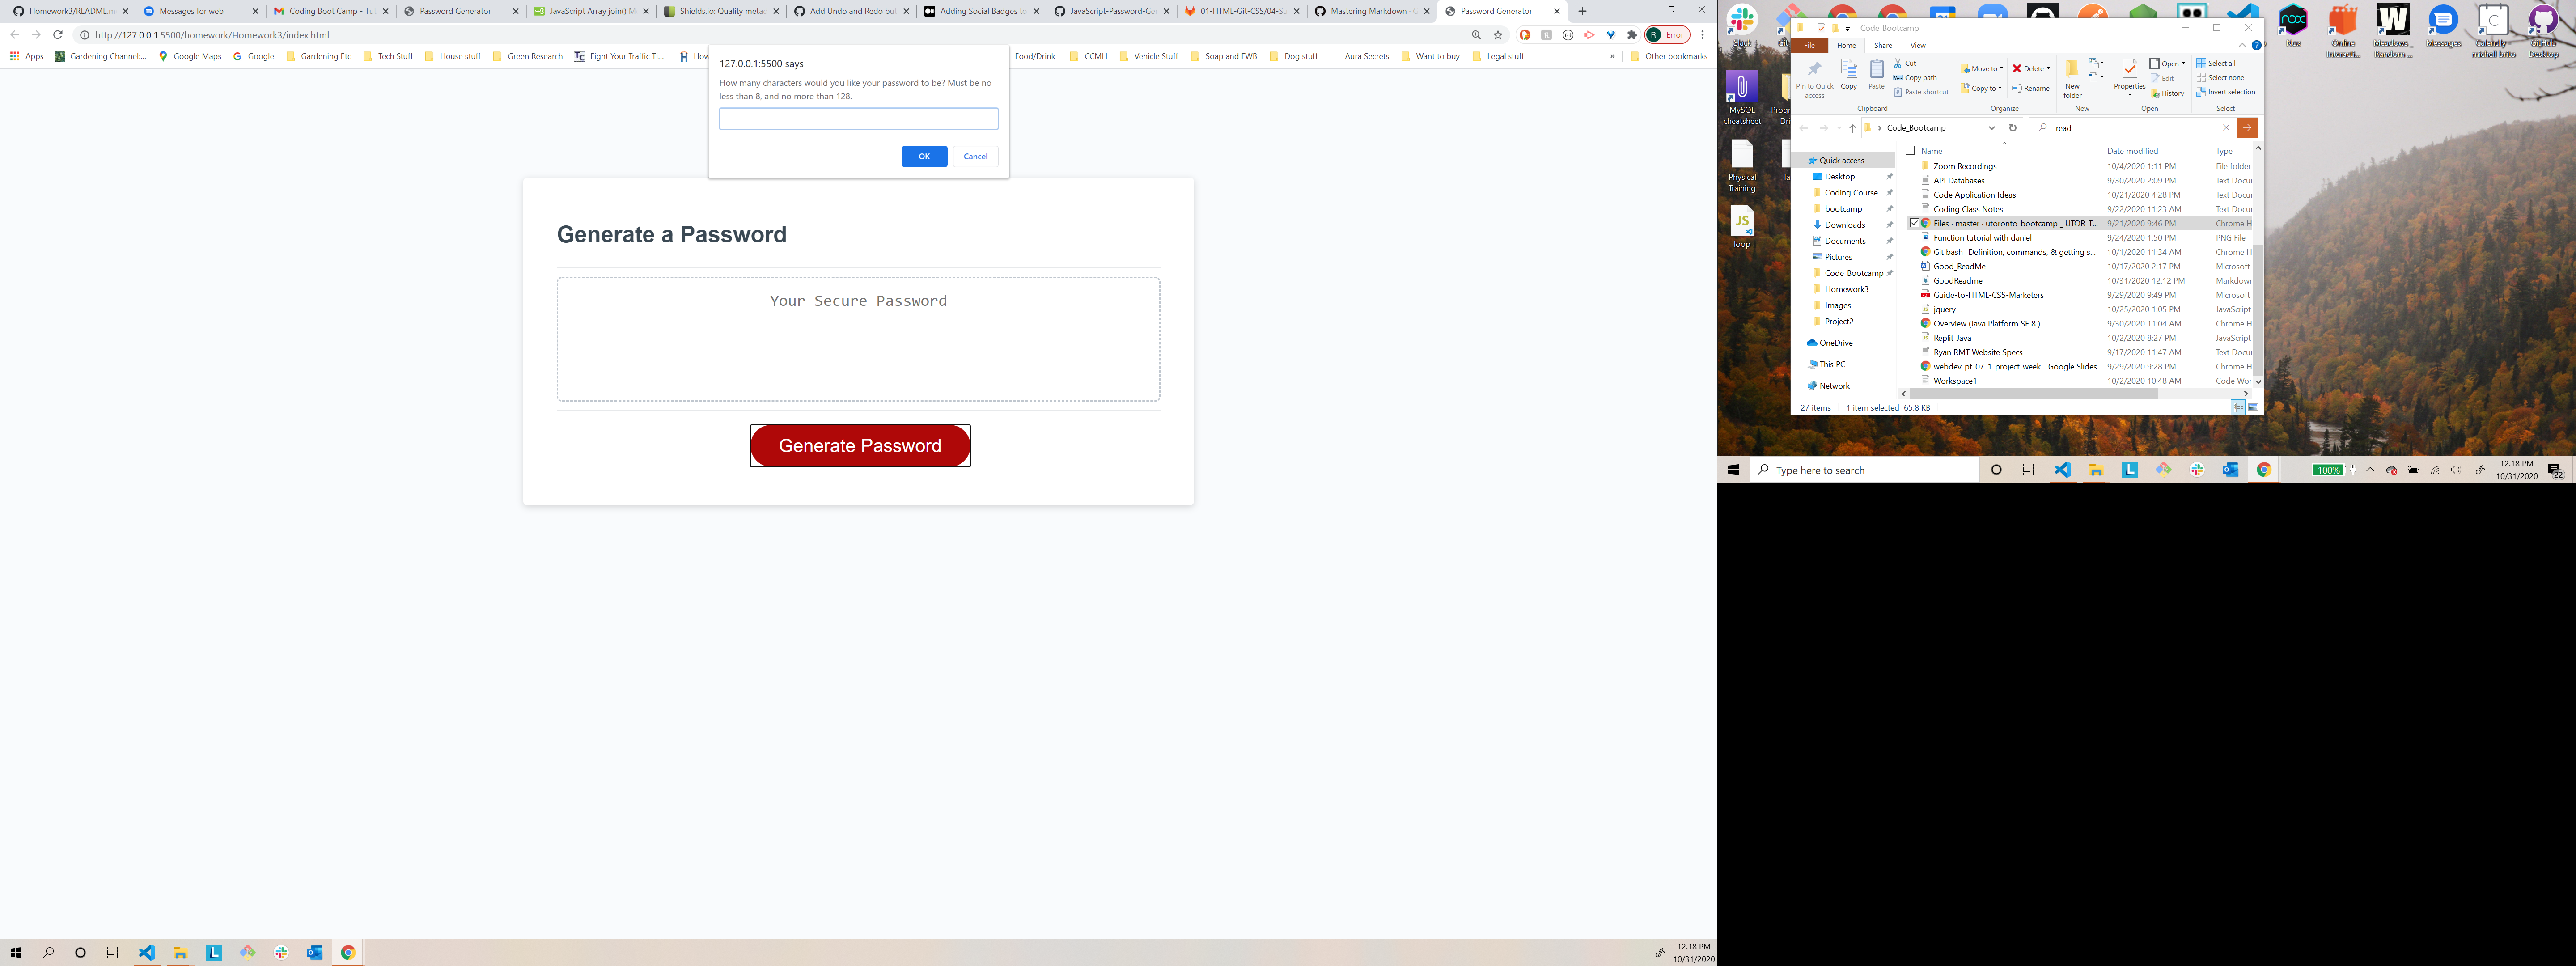 Homework3/README.m
Messages for web
Coding Boot Camp - Tut
Password Generator
JavaScript Array join() M
Shields.io: Quality metad
Add Undo and Redo but
Adding Social Badges to
JavaScript-Password-Ge
01-HTML-Git-CSS/04-Su
Mastering Markdown · G
Password Generator
http://127.0.0.1:5500/homework/Homework3/index.html
R Error
Apps
Gardening Channel:...
Google Maps
Google
Gardening Etc
Tech Stuff
House stuff
Green Research
Fight Your Traffic Ti...
How
Food/Drink
CCMH
Vehicle Stuff
Soap and FWB
Dog stuff
Aura Secrets
Want to buy
Legal stuff
»
Other bookmarks
127.0.0.1:5500 says
How many characters would you like your password to be? Must be no
less than 8, and no more than 128.
OK
Cancel
Generate a Password
Your Secure Password
Generate Password
12:18 PM
10/31/2020
Slack
Nox
Online
Interacti...
Meadows _
Random ...
Messages
Calendly
michall brito
GitHub
Desktop
MySQL
cheatsheet
Physical
Training
JS
loop
Code_Bootcamp
File
Home
Share
View
Pin to Quick
access
Copy
Paste
Cut
Copy path
Paste shortcut
Clipboard
Move to
Copy to
Delete
Rename
Organize
New
folder
New
Properties
Open
Edit
History
Open
Select all
Select none
Invert selection
Select
Code_Bootcamp
read
Name
Date modified
Type
Quick access
Desktop
Coding Course
bootcamp
Downloads
Documents
Pictures
Code_Bootcamp
Homework3
Images
Project2
OneDrive
This PC
Network
Zoom Recordings 10/4/2020 1:11 PM File folder
API Databases 9/30/2020 2:09 PM Text Docu
Code Application Ideas 10/21/2020 4:28 PM Text Docu
Coding Class Notes 9/22/2020 11:23 AM Text Docu
Files · master · utoronto-bootcamp _ UTOR-T... 9/21/2020 9:46 PM Chrome H
Function tutorial with daniel 9/24/2020 1:50 PM PNG File
Git bash_ Definition, commands, & getting s... 10/1/2020 11:34 AM Chrome H
Good_ReadMe 10/17/2020 2:17 PM Microsoft
GoodReadme 10/31/2020 12:12 PM Markdown
Guide-to-HTML-CSS-Marketers 9/29/2020 9:49 PM Microsoft
jquery 10/25/2020 1:05 PM JavaScript
Overview (Java Platform SE 8 ) 9/30/2020 11:04 AM Chrome H
Replit_Java 10/2/2020 8:27 PM JavaScript
Ryan RMT Website Specs 9/17/2020 11:47 AM Text Docu
webdev-pt-07-1-project-week - Google Slides 9/29/2020 9:28 PM Chrome H
Workspace1 10/2/2020 10:48 AM Code Wor
27 items
1 item selected 65.8 KB
Type here to search
100%
12:18 PM
10/31/2020
22